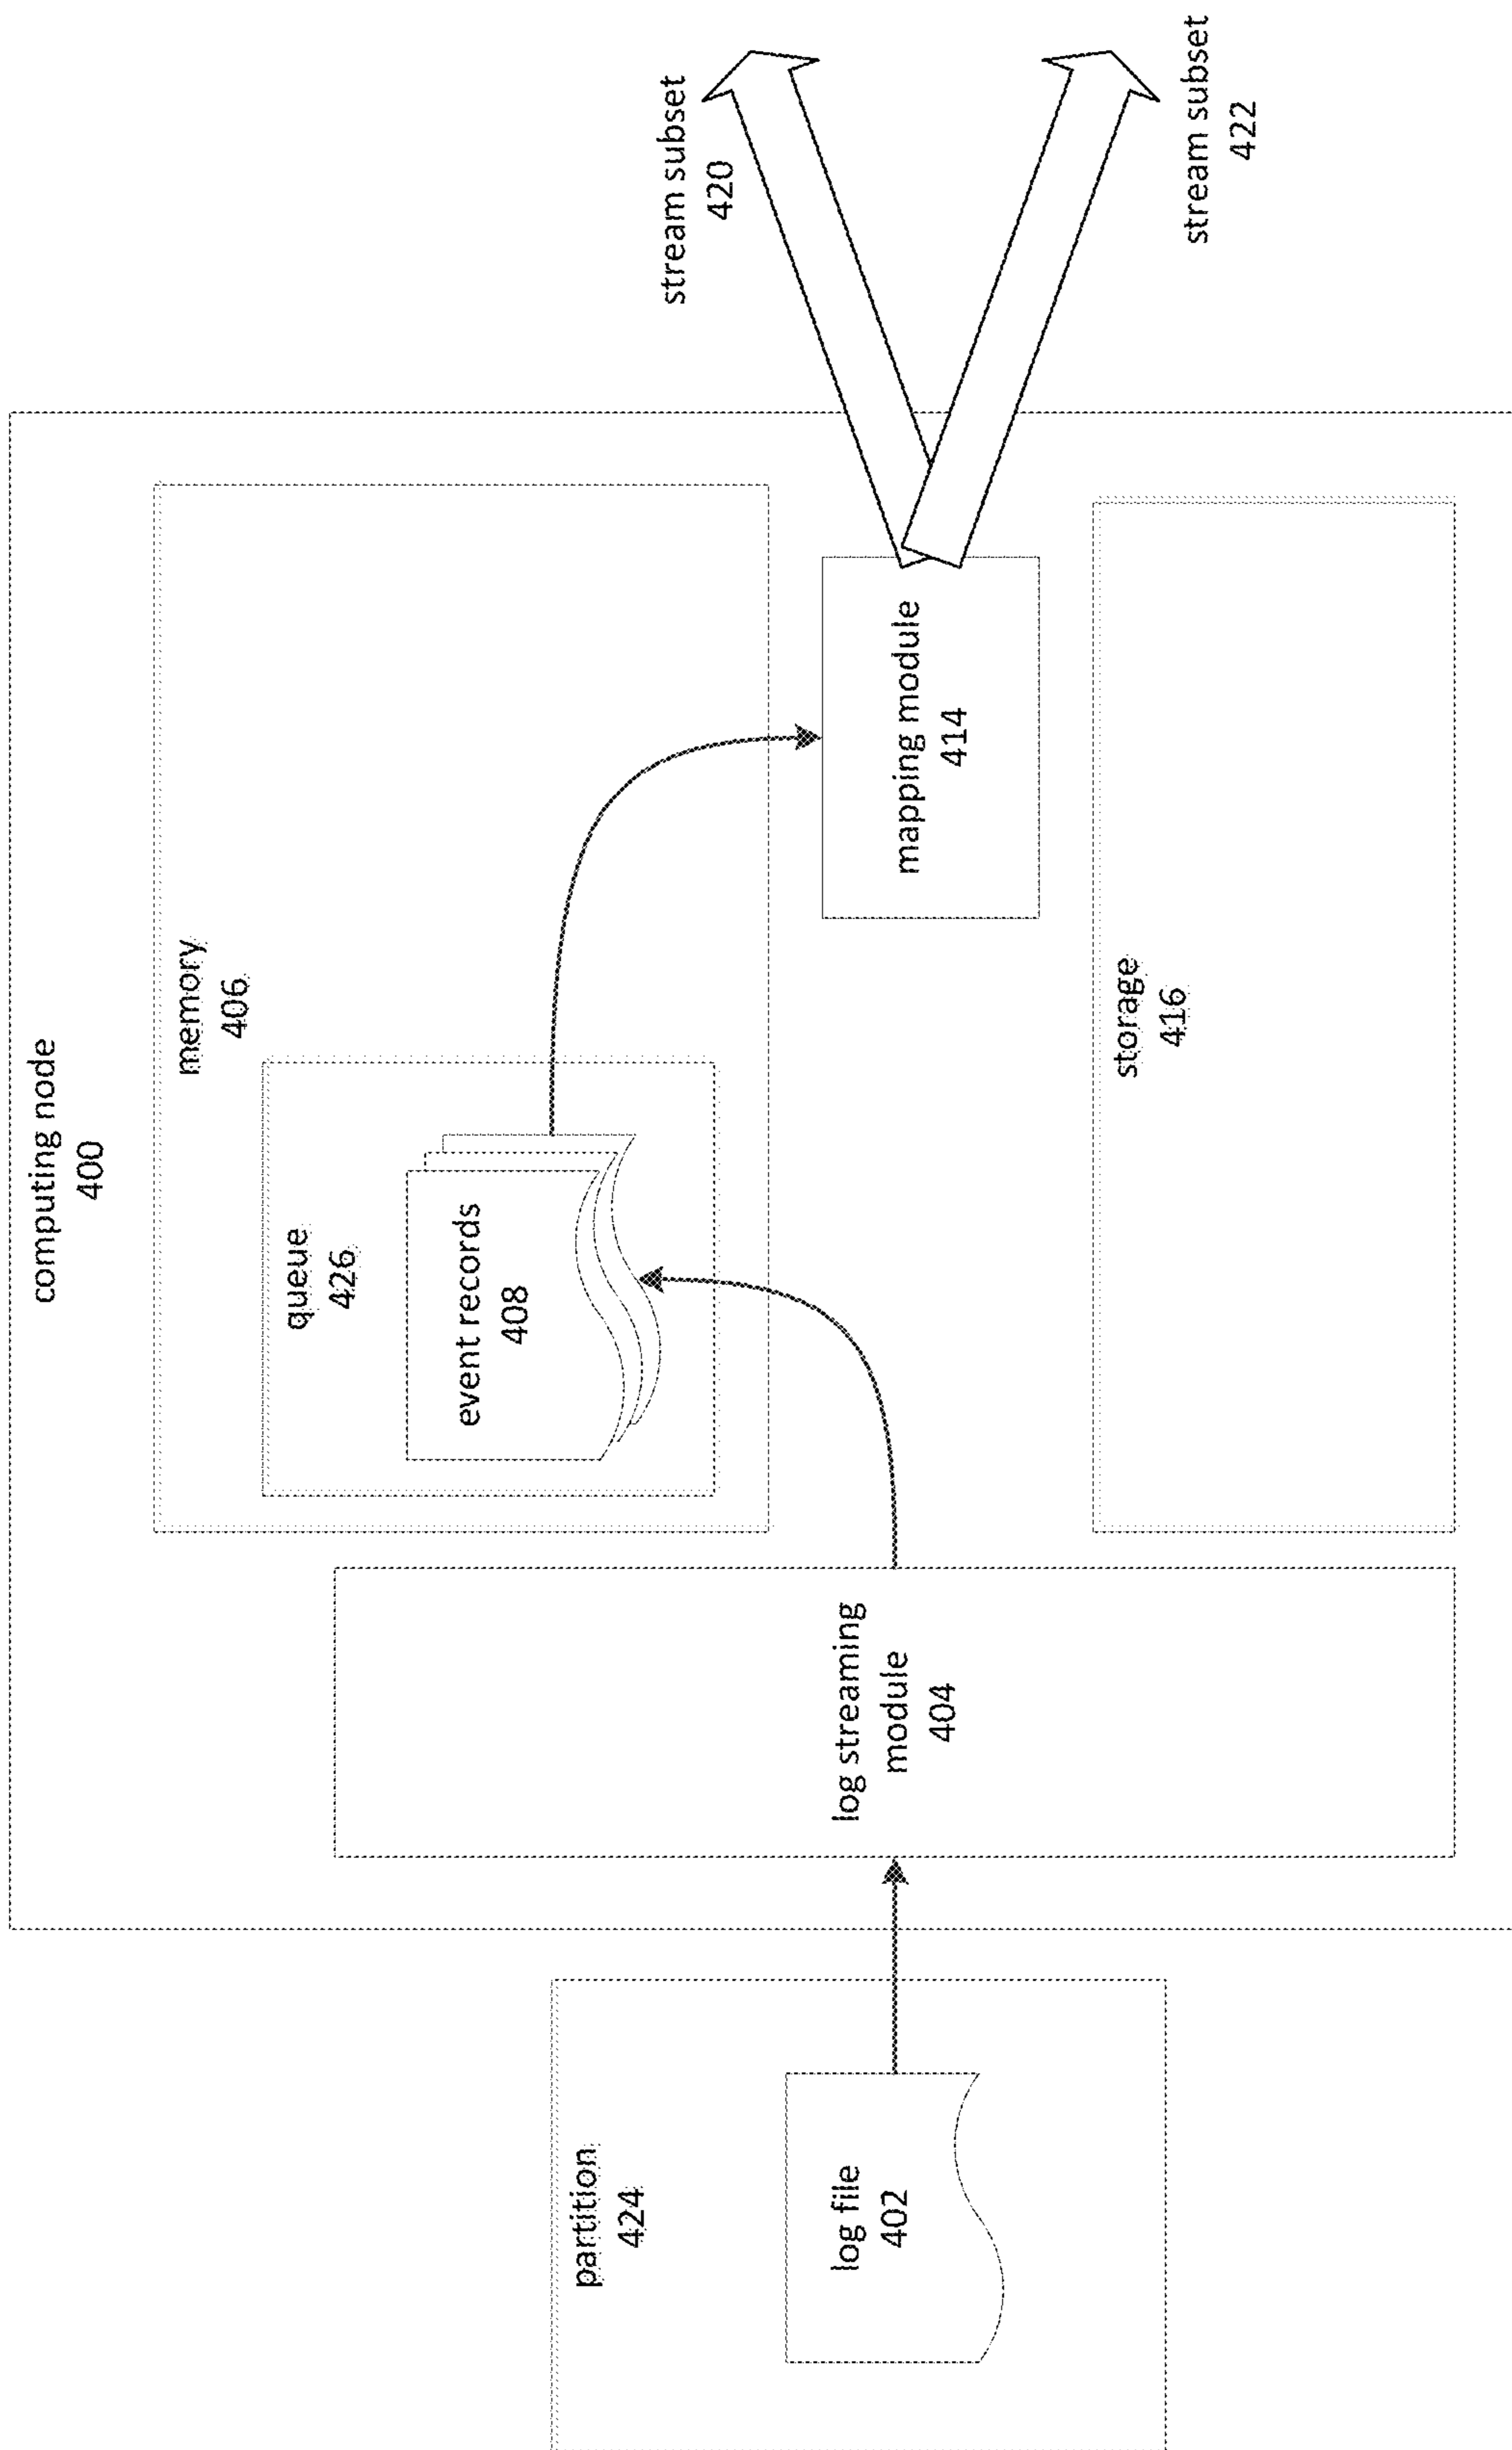 computing node
400
memory
406
queue
426
event records
408
partition
424
log file
402
log streaming
module
404
mapping module
414
storage
416
stream subset
420
stream subset
422